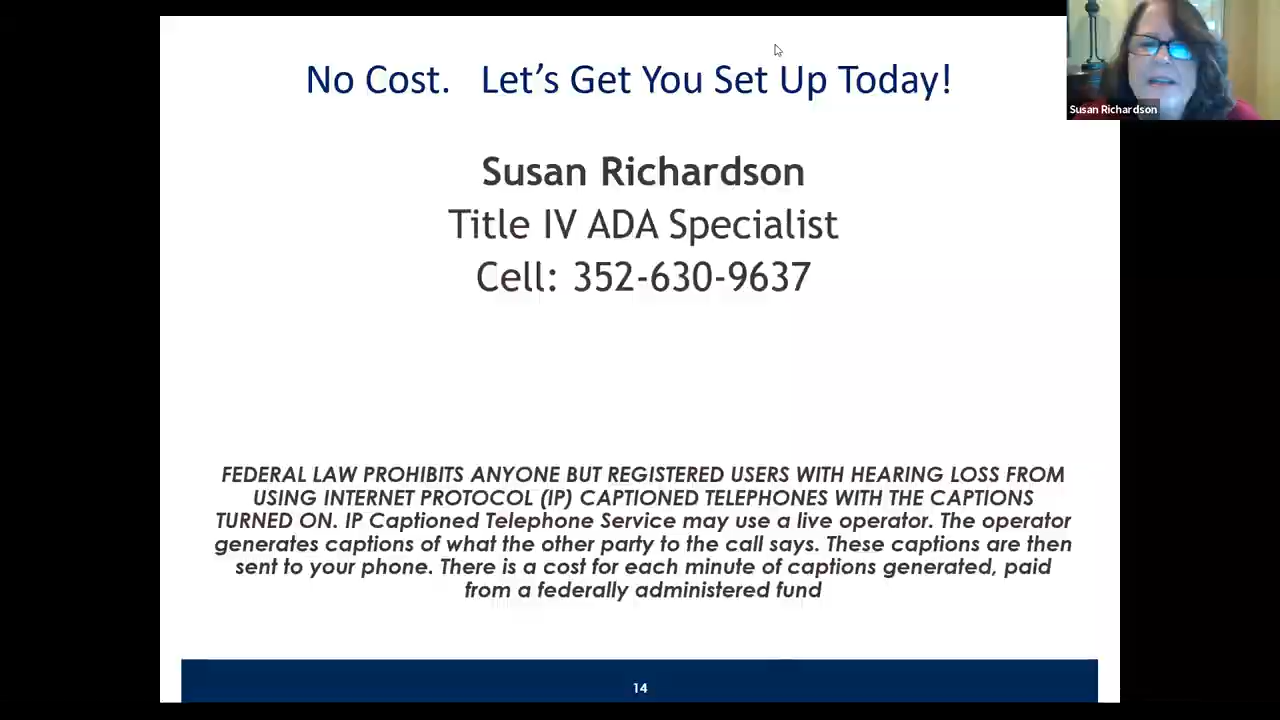 No Cost.   Let's Get You Set Up Today!
Susan Richardson
Susan Richardson
Title IV ADA Specialist
Cell: 352-630-9637
FEDERAL LAW PROHIBITS ANYONE BUT REGISTERED USERS WITH HEARING LOSS FROM
USING INTERNET PROTOCOL (IP) CAPTIONED TELEPHONES WITH THE CAPTIONS
TURNED ON. IP Captioned Telephone Service may use a live operator. The operator
generates captions of what the other party to the call says. These captions are then
sent to your phone. There is a cost for each minute of captions generated, paid
from a federally administered fund
14